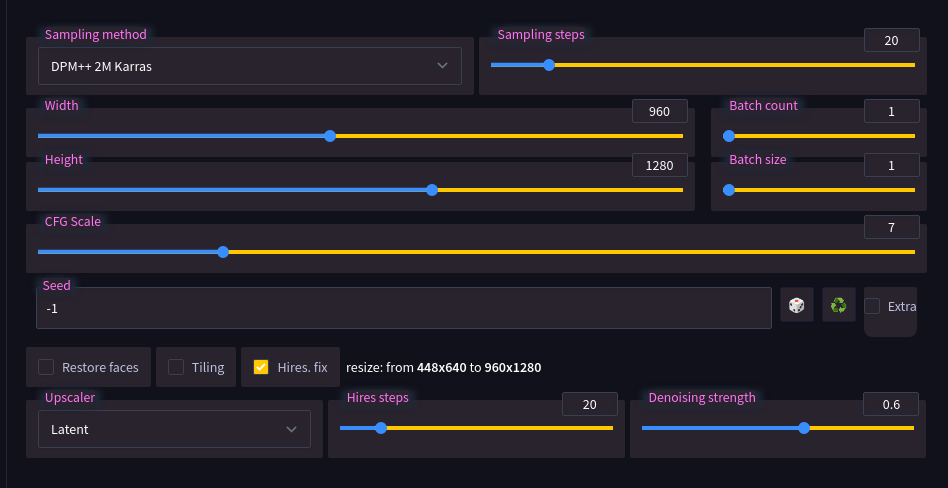 Sampling method
DPM++ 2M Karras
Sampling steps
20
Width
960
Batch count
1
Height
1280
Batch size
1
CFG Scale
7
Seed
-1
Extra
Restore faces
Tiling
Hires. fix
resize: from 448x640 to 960x1280
Upscaler
Latent
Hires steps
20
Denoising strength
0.6